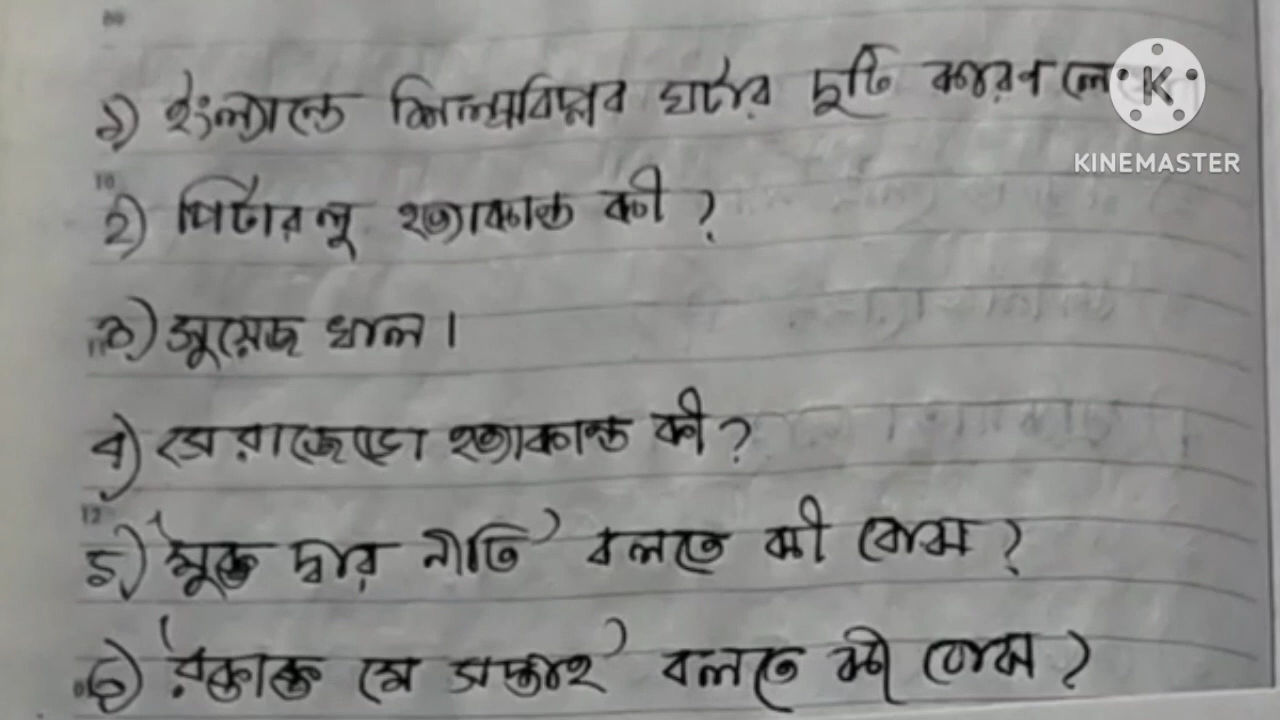 ১) ইংল্যান্ডে শিল্পবিপ্লব ঘটার দুটি কারণ
KINEMASTER
২) পিটারলু হত্যাকান্ড কী ?
৩) সুয়েজ খাল ।
৪) সেরাজেভো হত্যাকান্ড কী ?
৫) 'মুক্ত দ্বার নীতি' বলতে কী বোঝ ?
৬) 'রক্তাক্ত মে সপ্তাহ' বলতে কী বোঝ ?